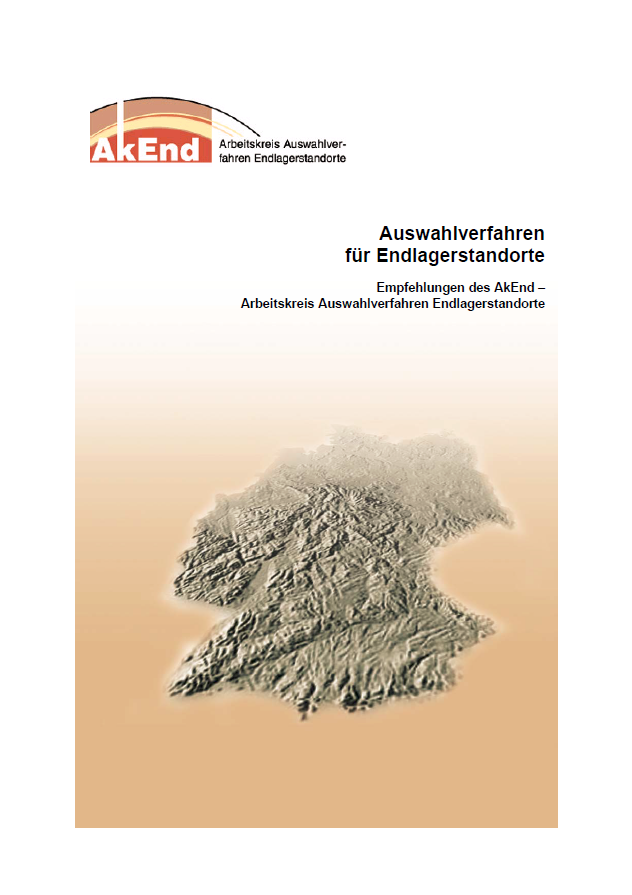 AkEnd
Arbeitskreis Auswahlver-
fahren Endlagerstandorte
Auswahlverfahren
für Endlagerstandorte
Empfehlungen des AkEnd –
Arbeitskreis Auswahlverfahren Endlagerstandorte